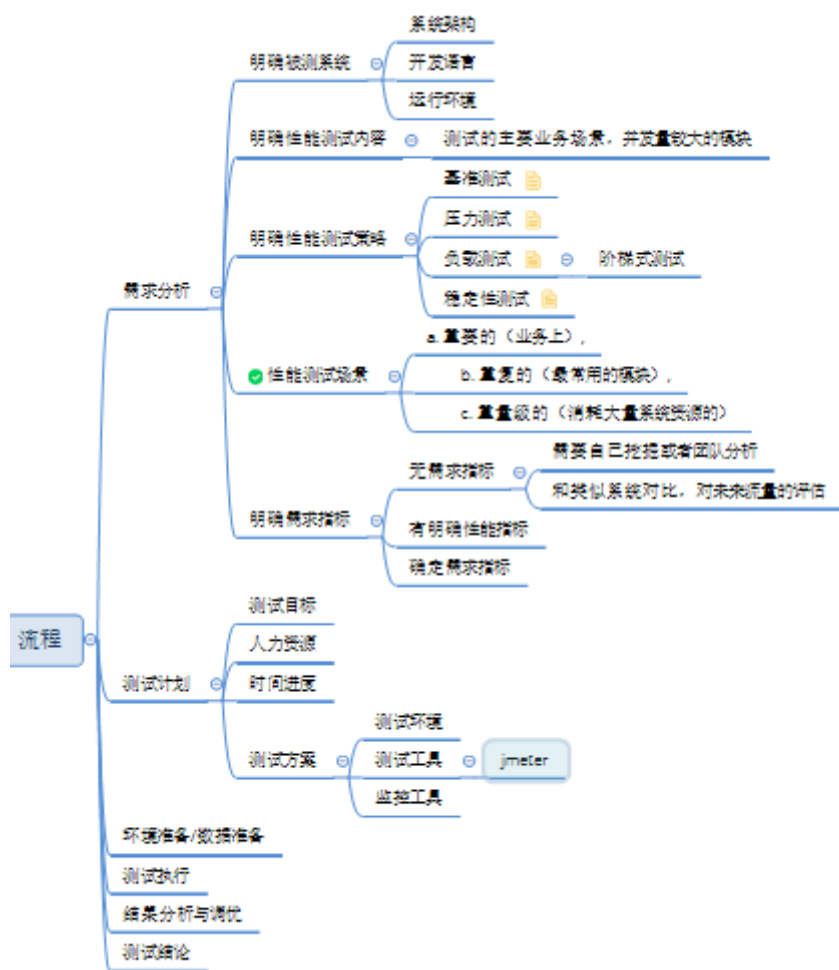 系统架构
明确被测系统
开发语言
运行环境
明确性能测试内容
测试的主要业务场景，并发量较大的模块
基准测试
压力测试
明确性能测试策略
负载测试
阶梯式测试
稳定性测试
需求分析
a. 重要的（业务上），
性能测试场景
b. 重复的（最常用的模块），
c. 重量级的（消耗大量系统资源的）
需要自己挖掘或者团队分析
无需求指标
和类似系统对比，对未来流量的评估
明确需求指标
有明确性能指标
确定需求指标
流程
测试目标
人力资源
测试计划
时间进度
测试环境
测试方案
测试工具
jmeter
监控工具
环境准备/数据准备
测试执行
结果分析与调优
测试结论